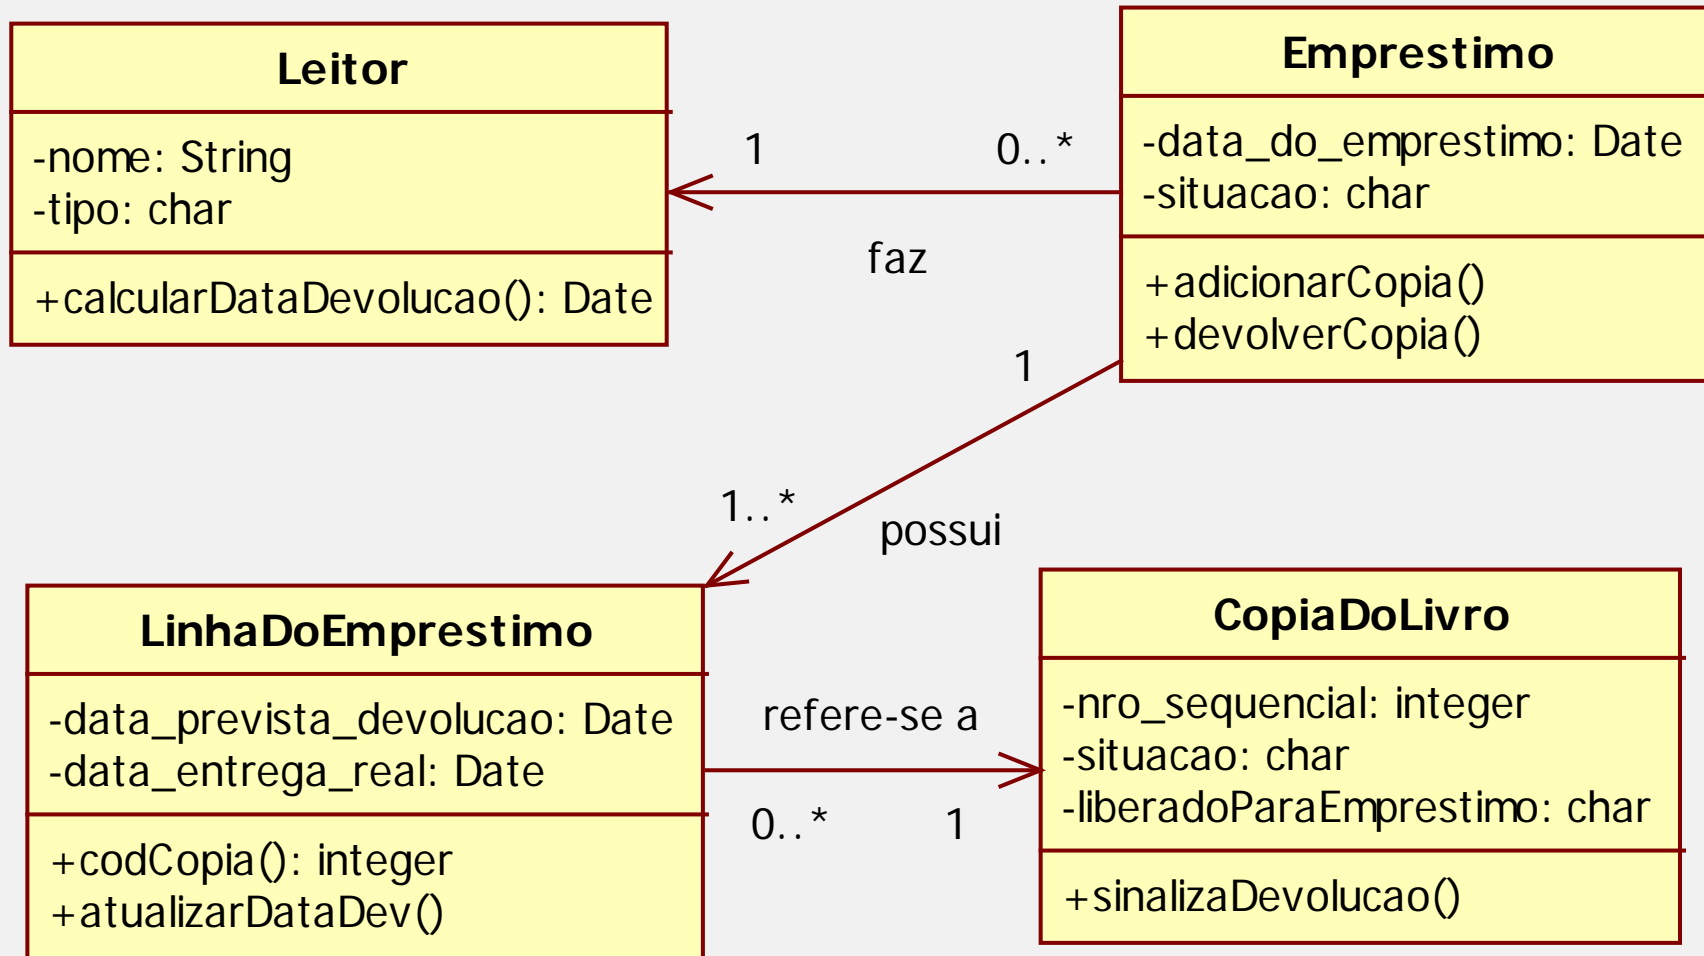 Leitor
-nome: String
-tipo: char
+calcularDataDevolucao(): Date
1
0..*
faz
Emprestimo
-data_do_emprestimo: Date
-situacao: char
+adicionarCopia()
+devolverCopia()
1
1..*
possui
LinhaDoEmprestimo
-data_prevista_devolucao: Date
-data_entrega_real: Date
+codCopia(): integer
+atualizarDataDev()
refere-se a
0..*
1
CopiaDoLivro
-nro_sequencial: integer
-situacao: char
-liberadoParaEmprestimo: char
+sinalizaDevolucao()